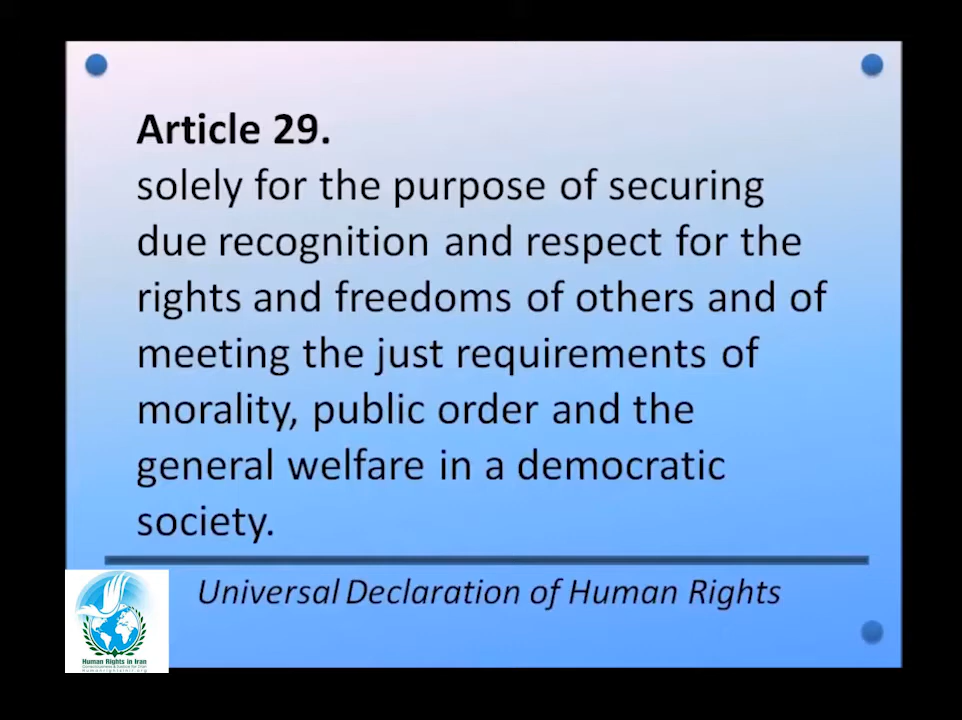 Article 29.
solely for the purpose of securing
due recognition and respect for the
rights and freedoms of others and of
meeting the just requirements of
morality, public order and the
general welfare in a democratic
society.
Universal Declaration of Human Rights
Human Rights in Iran